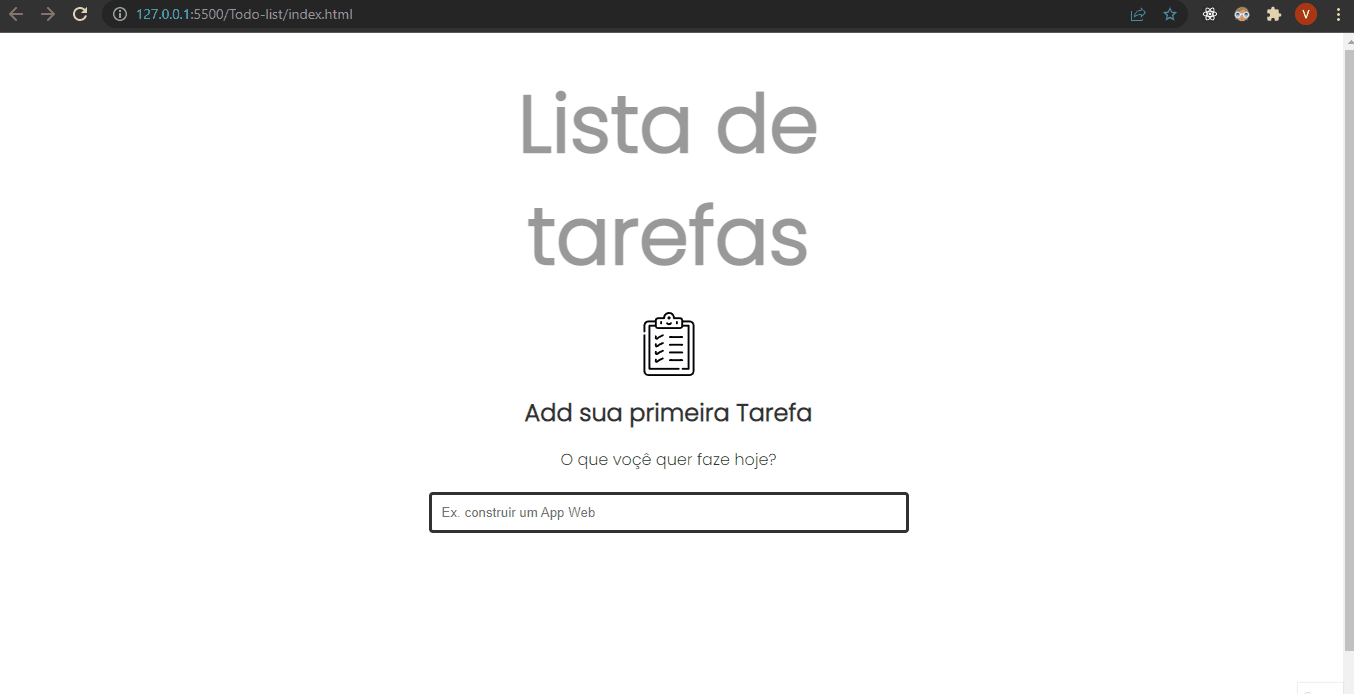 127.0.0.1:5500/Todo-list/index.html
V
Lista de
tarefas
Add sua primeira Tarefa
O que voçê quer faze hoje?
Ex. construir um App Web